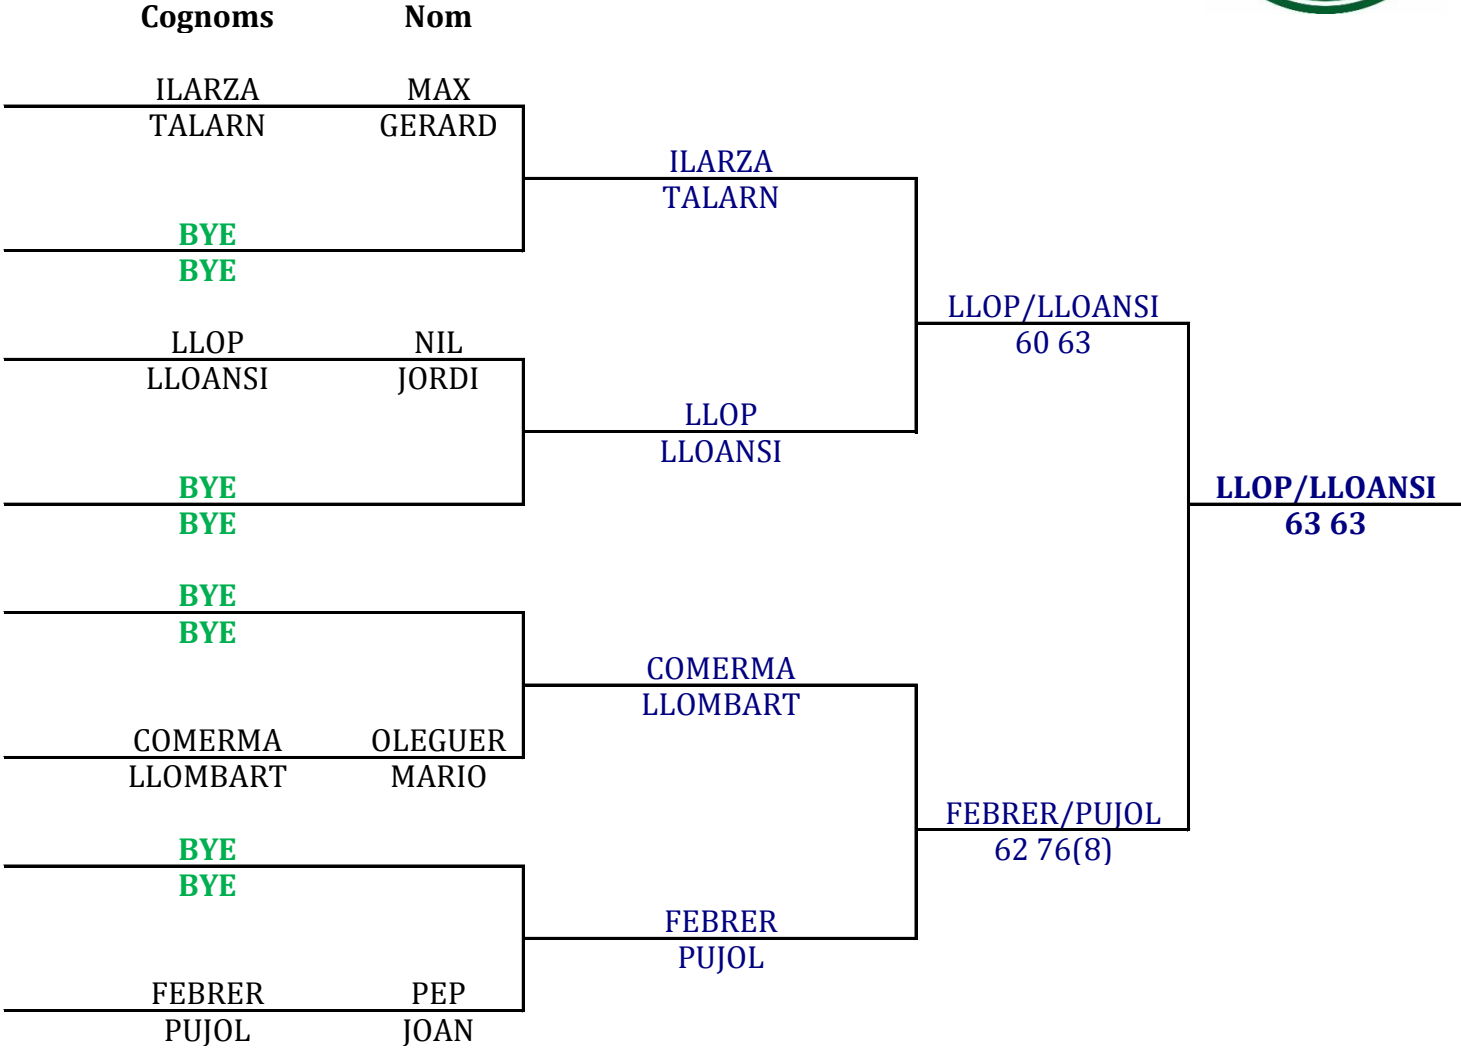 Cognoms Nom
ILARZA MAX
TALARN GERARD
ILARZA
TALARN
BYE
BYE
LLOP/LLOANSI
60 63
LLOP NIL
LLOANSI JORDI
LLOP
LLOANSI
BYE
BYE
LLOP/LLOANSI
63 63
BYE
BYE
COMERMA
LLOMBART
COMERMA OLEGUER
LLOMBART MARIO
FEBRER/PUJOL
62 76(8)
BYE
BYE
FEBRER
PUJOL
FEBRER PEP
PUJOL JOAN